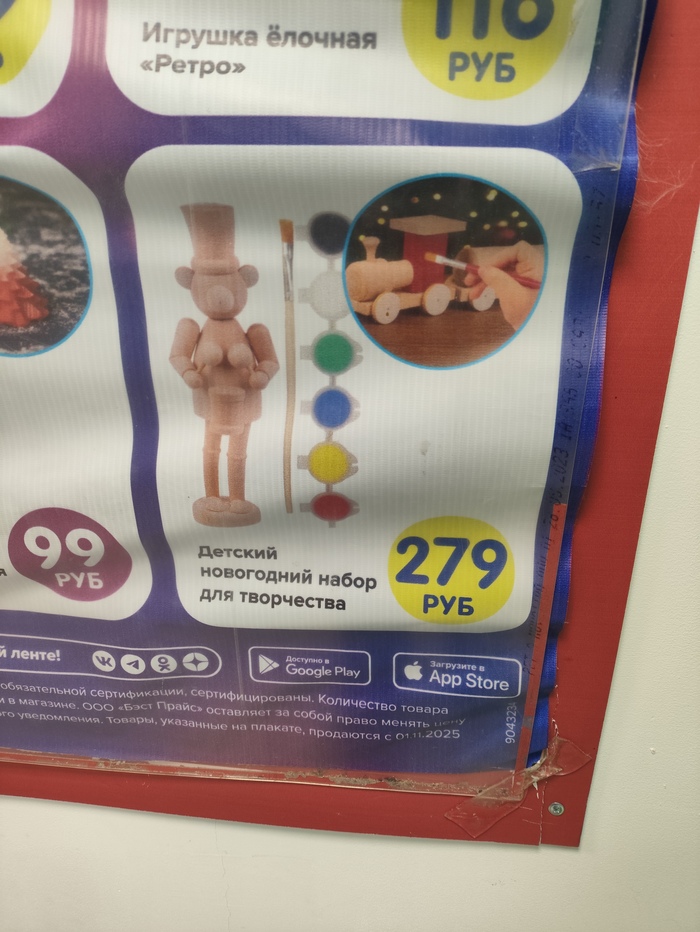 Игрушка ёлочная
«Ретро»
116
РУБ
99
РУБ
Детский
новогодний набор
для творчества
279
РУБ
й ленте!
Доступно в
Google Play
Загрузите в
App Store
обязательной сертификации, сертифицированы. Количество товара
в магазине. ООО «Бэст Прайс» оставляет за собой право менять цену
уведомления. Товары, указанные на плакате, продаются с 01.11.2025